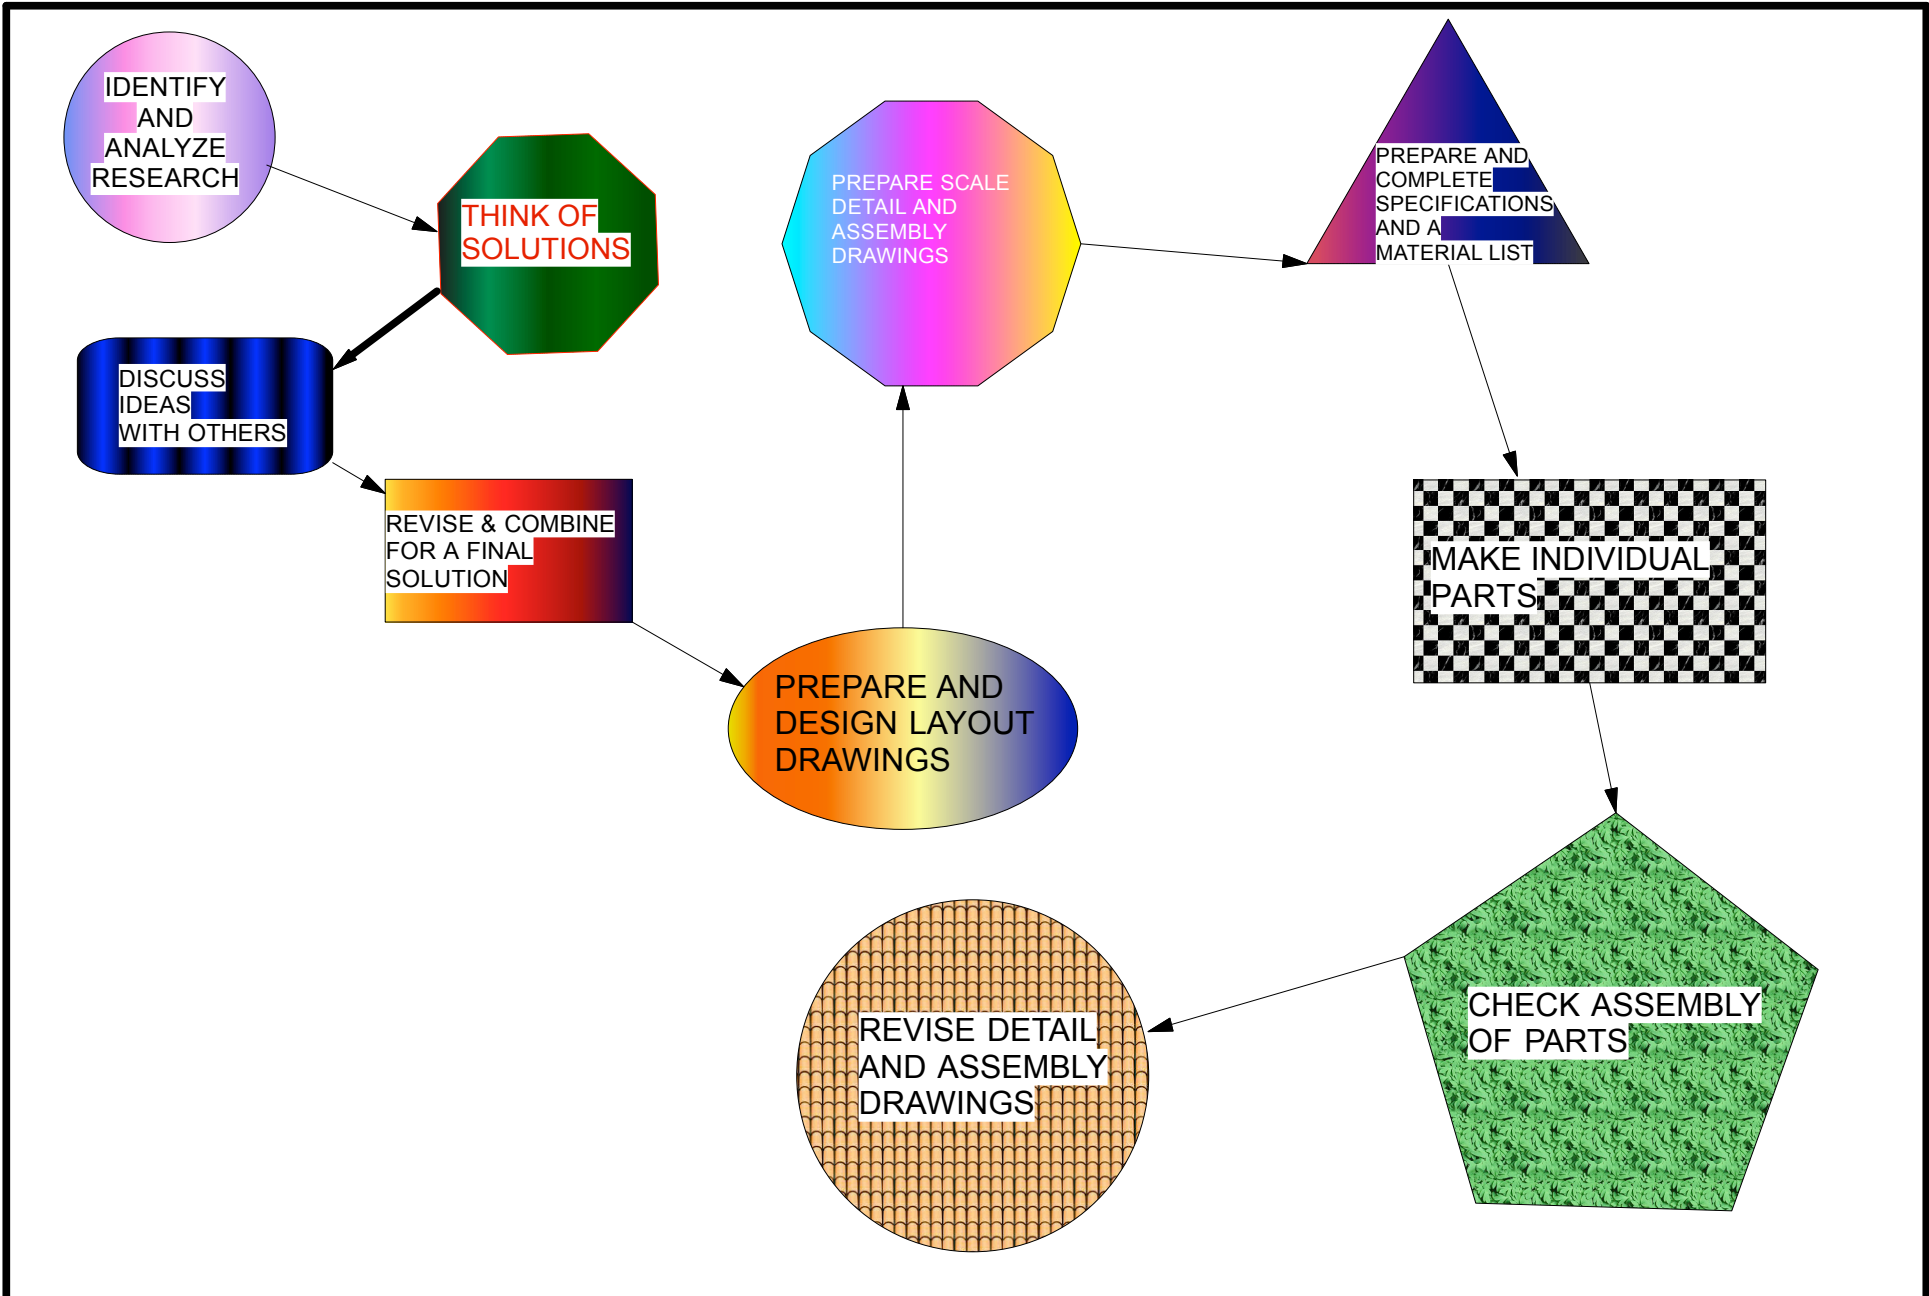 IDENTIFY
AND
ANALYZE
RESEARCH
THINK OF
SOLUTIONS
DISCUSS
IDEAS
WITH OTHERS
REVISE & COMBINE
FOR A FINAL
SOLUTION
PREPARE AND
DESIGN LAYOUT
DRAWINGS
PREPARE SCALE
DETAIL AND
ASSEMBLY
DRAWINGS
PREPARE AND
COMPLETE
SPECIFICATIONS
AND A
MATERIAL LIST
MAKE INDIVIDUAL
PARTS
CHECK ASSEMBLY
OF PARTS
REVISE DETAIL
AND ASSEMBLY
DRAWINGS